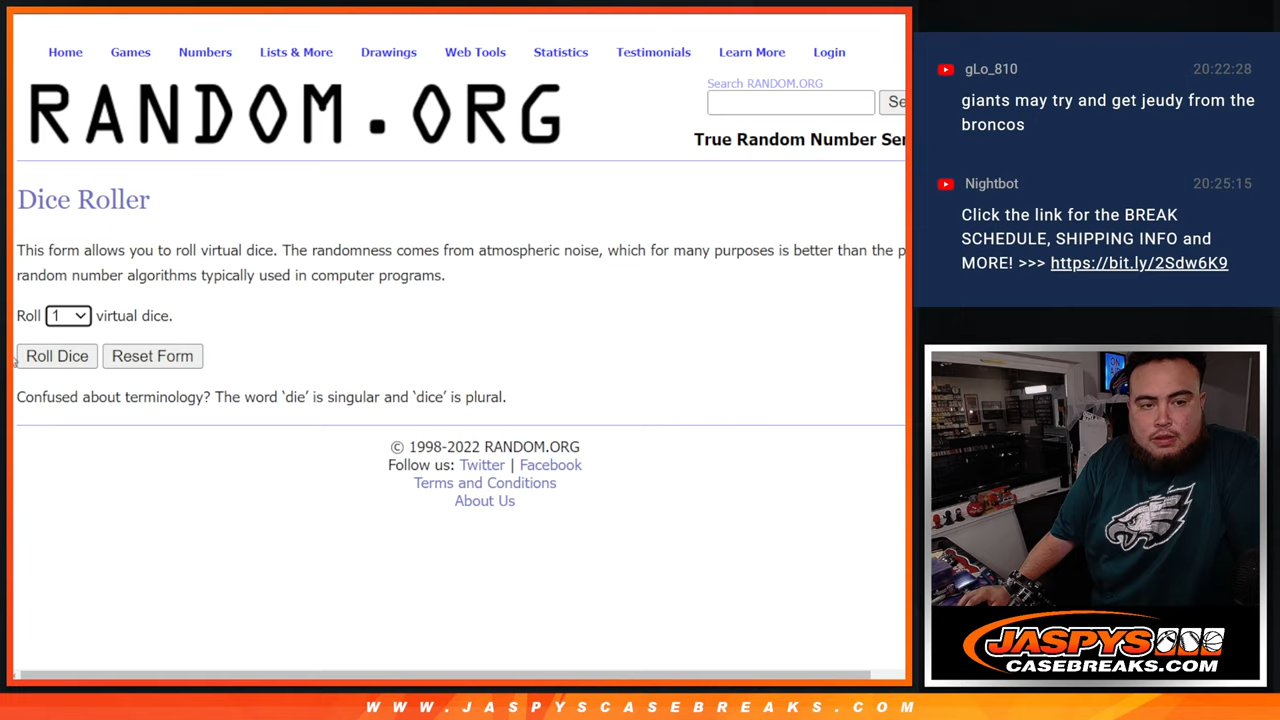 Home Games Numbers Lists & More Drawings Web Tools Statistics Testimonials Learn More Login
RANDOM.ORG
Search RANDOM.ORG
Se
True Random Number Ser
Dice Roller
This form allows you to roll virtual dice. The randomness comes from atmospheric noise, which for many purposes is better than the p
random number algorithms typically used in computer programs.
Roll 1 virtual dice.
Roll Dice Reset Form
Confused about terminology? The word ‘die’ is singular and ‘dice’ is plural.
© 1998-2022 RANDOM.ORG
Follow us: Twitter | Facebook
Terms and Conditions
About Us
gLo_810 20:22:28
giants may try and get jeudy from the
broncos
Nightbot 20:25:15
Click the link for the BREAK
SCHEDULE, SHIPPING INFO and
MORE! >>> https://bit.ly/2Sdw6K9
JASPYS
CASEBREAKS.COM
WWW.JASPYSCASEBREAKS.COM